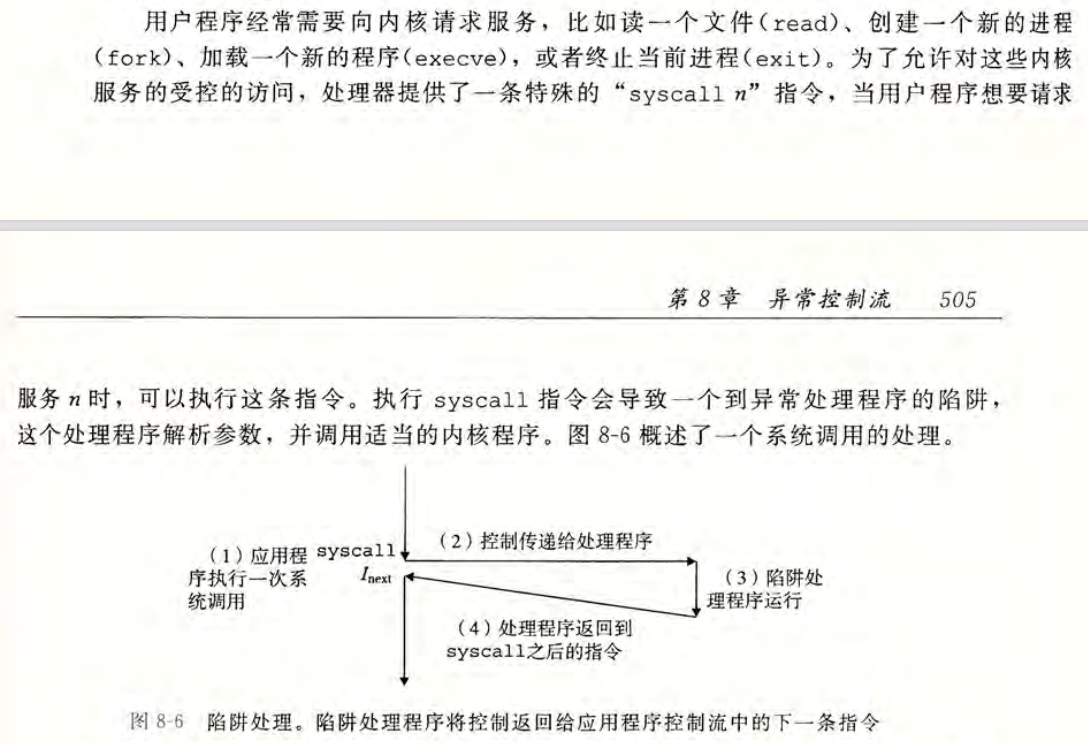 用户程序经常需要向内核请求服务，比如读一个文件(read)、创建一个新的进程
(fork)、加载一个新的程序(execve)，或者终止当前进程(exit)。为了允许对这些内核
服务的受控的访问，处理器提供了一条特殊的“syscall n”指令，当用户程序想要请求
第8章 异常控制流 505
服务 n 时，可以执行这条指令。执行 syscall 指令会导致一个到异常处理程序的陷阱，
这个处理程序解析参数，并调用适当的内核程序。图 8-6 概述了一个系统调用的处理。
（1）应用程
序执行一次系
统调用
syscall
Inext
（2）控制传递给处理程序
（3）陷阱处
理程序运行
（4）处理程序返回到
syscall之后的指令
图 8-6 陷阱处理。陷阱处理程序将控制返回给应用程序控制流中的下一条指令